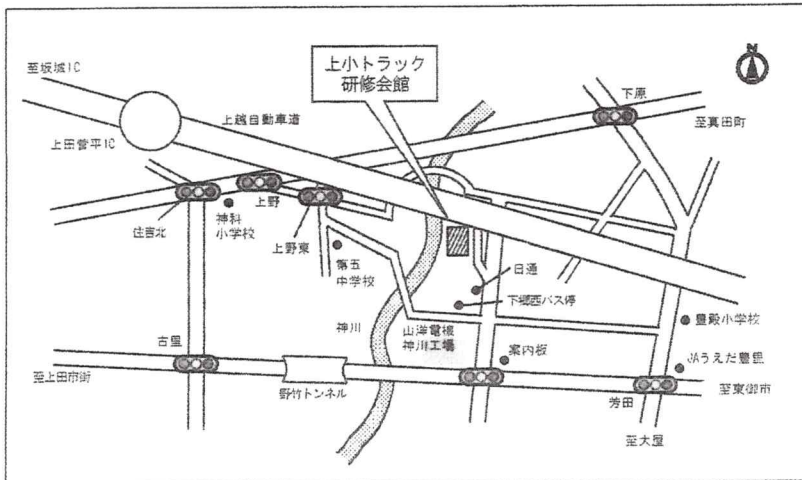 上小トラック
研修会館
N
至坂城IC
上越自動車道
下原
至真田町
上田菅平IC
上野
住吉北
神科
小学校
上野東
第五
中学校
日通
下郷西バス停
神川
山洋電機
神川工場
豊殿小学校
古里
案内板
JAうえだ豊殿
至上田市街
野竹トンネル
芳田
至東御市
至大屋